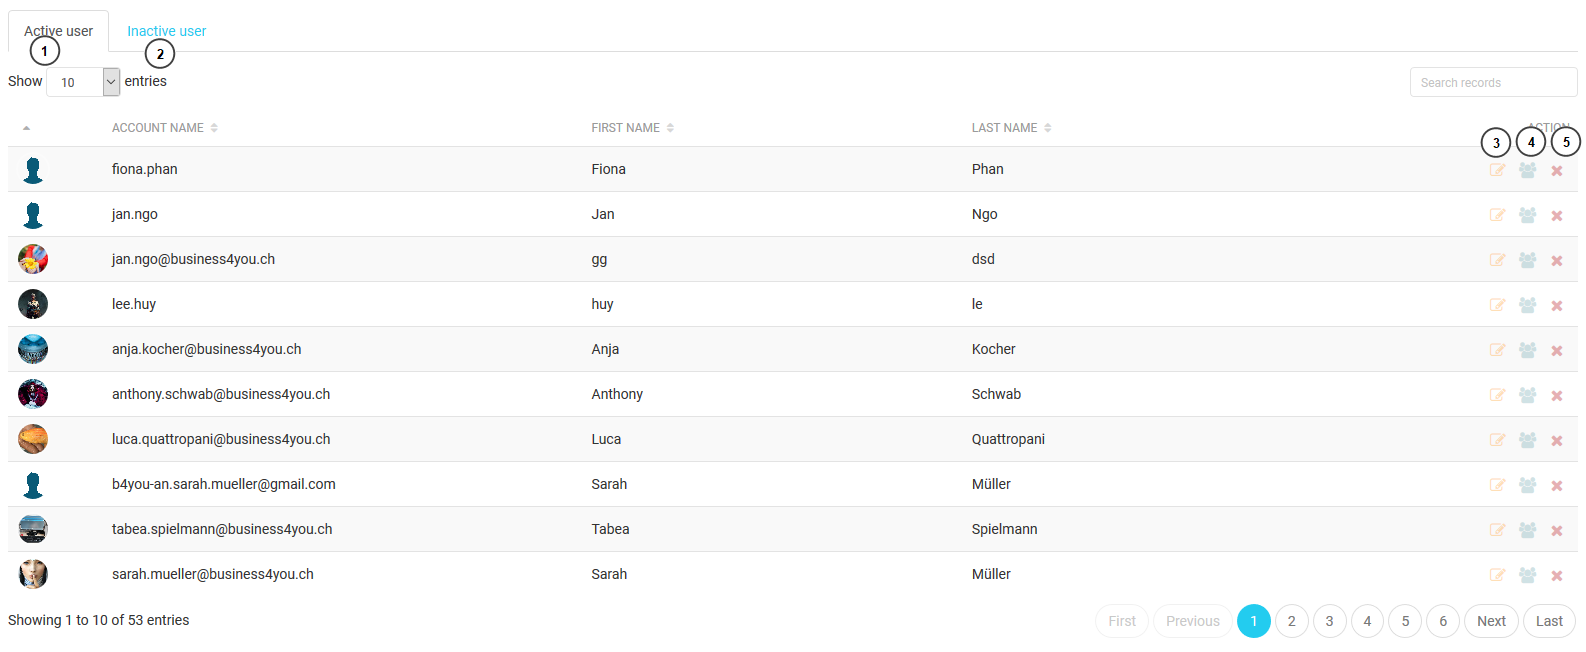 Active user Inactive user
1 2
Show 10 entries Search records
ACCOUNT NAME FIRST NAME LAST NAME ACTION
3 4 5
fiona.phan Fiona Phan
jan.ngo Jan Ngo
jan.ngo@business4you.ch gg dsd
lee.huy huy le
anja.kocher@business4you.ch Anja Kocher
anthony.schwab@business4you.ch Anthony Schwab
luca.quattropani@business4you.ch Luca Quattropani
b4you-an.sarah.mueller@gmail.com Sarah Müller
tabea.spielmann@business4you.ch Tabea Spielmann
sarah.mueller@business4you.ch Sarah Müller
Showing 1 to 10 of 53 entries First Previous 1 2 3 4 5 6 Next Last